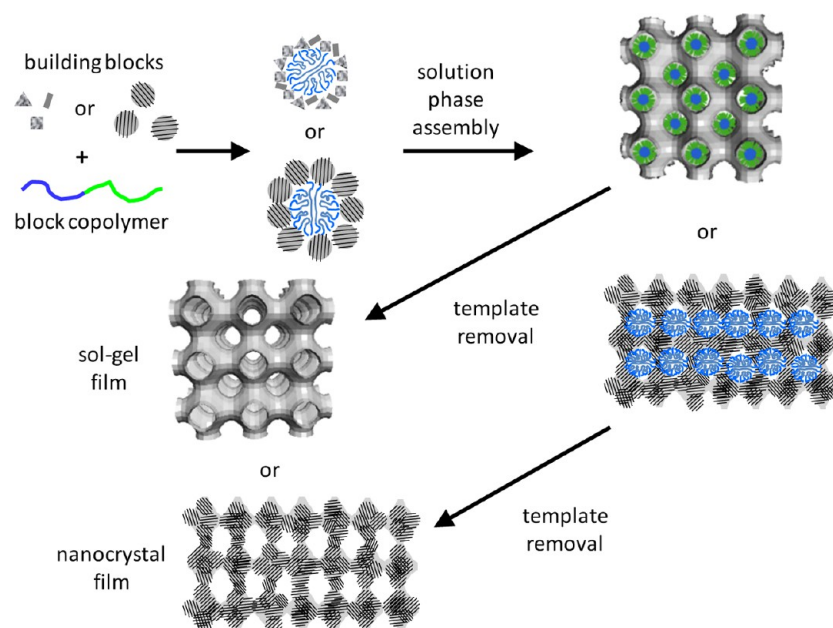 building blocks
or
+
block copolymer
or
solution
phase
assembly
or
template
removal
sol-gel
film
or
template
removal
nanocrystal
film